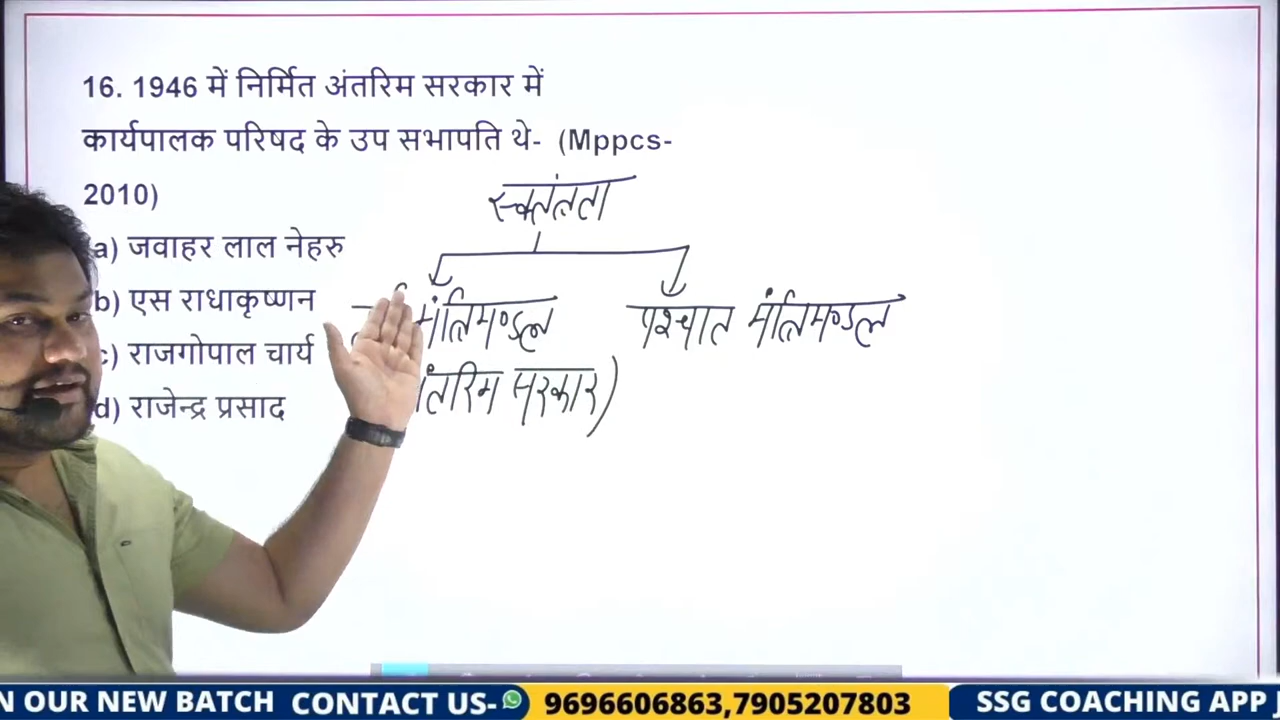 16. 1946 में निर्मित अंतरिम सरकार में
कार्यपालक परिषद के उप सभापति थे- (Mppcs-
2010)
a) जवाहर लाल नेहरु
b) एस राधाकृष्णन
c) राजगोपाल चार्य
d) राजेन्द्र प्रसाद
स्वतंत्रता
मंत्रिमण्डल
पश्चात मंत्रिमण्डल
अंतरिम सरकार)
N OUR NEW BATCH CONTACT US- 9696606863,7905207803 SSG COACHING APP